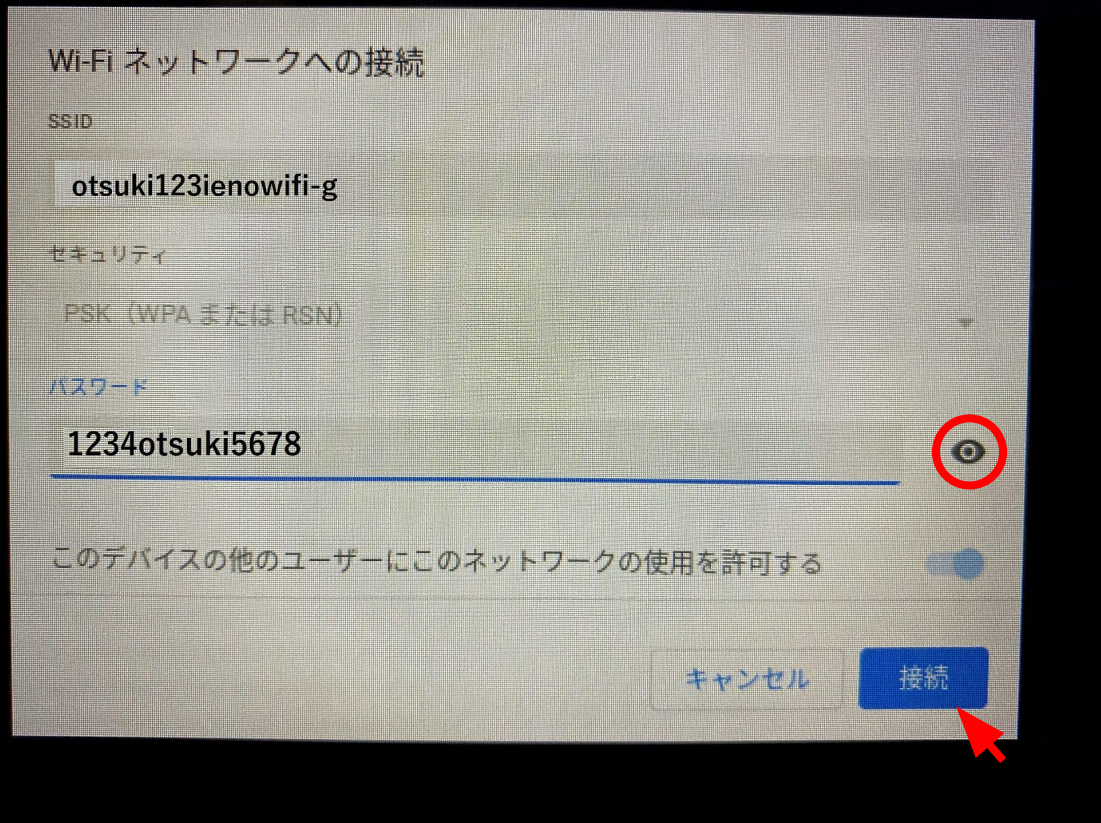 Wi-Fi ネットワークへの接続
SSID
otsuki123ienowifi-g
セキュリティ
PSK（WPA または RSN）
パスワード
1234otsuki5678
このデバイスの他のユーザーにこのネットワークの使用を許可する
キャンセル
接続